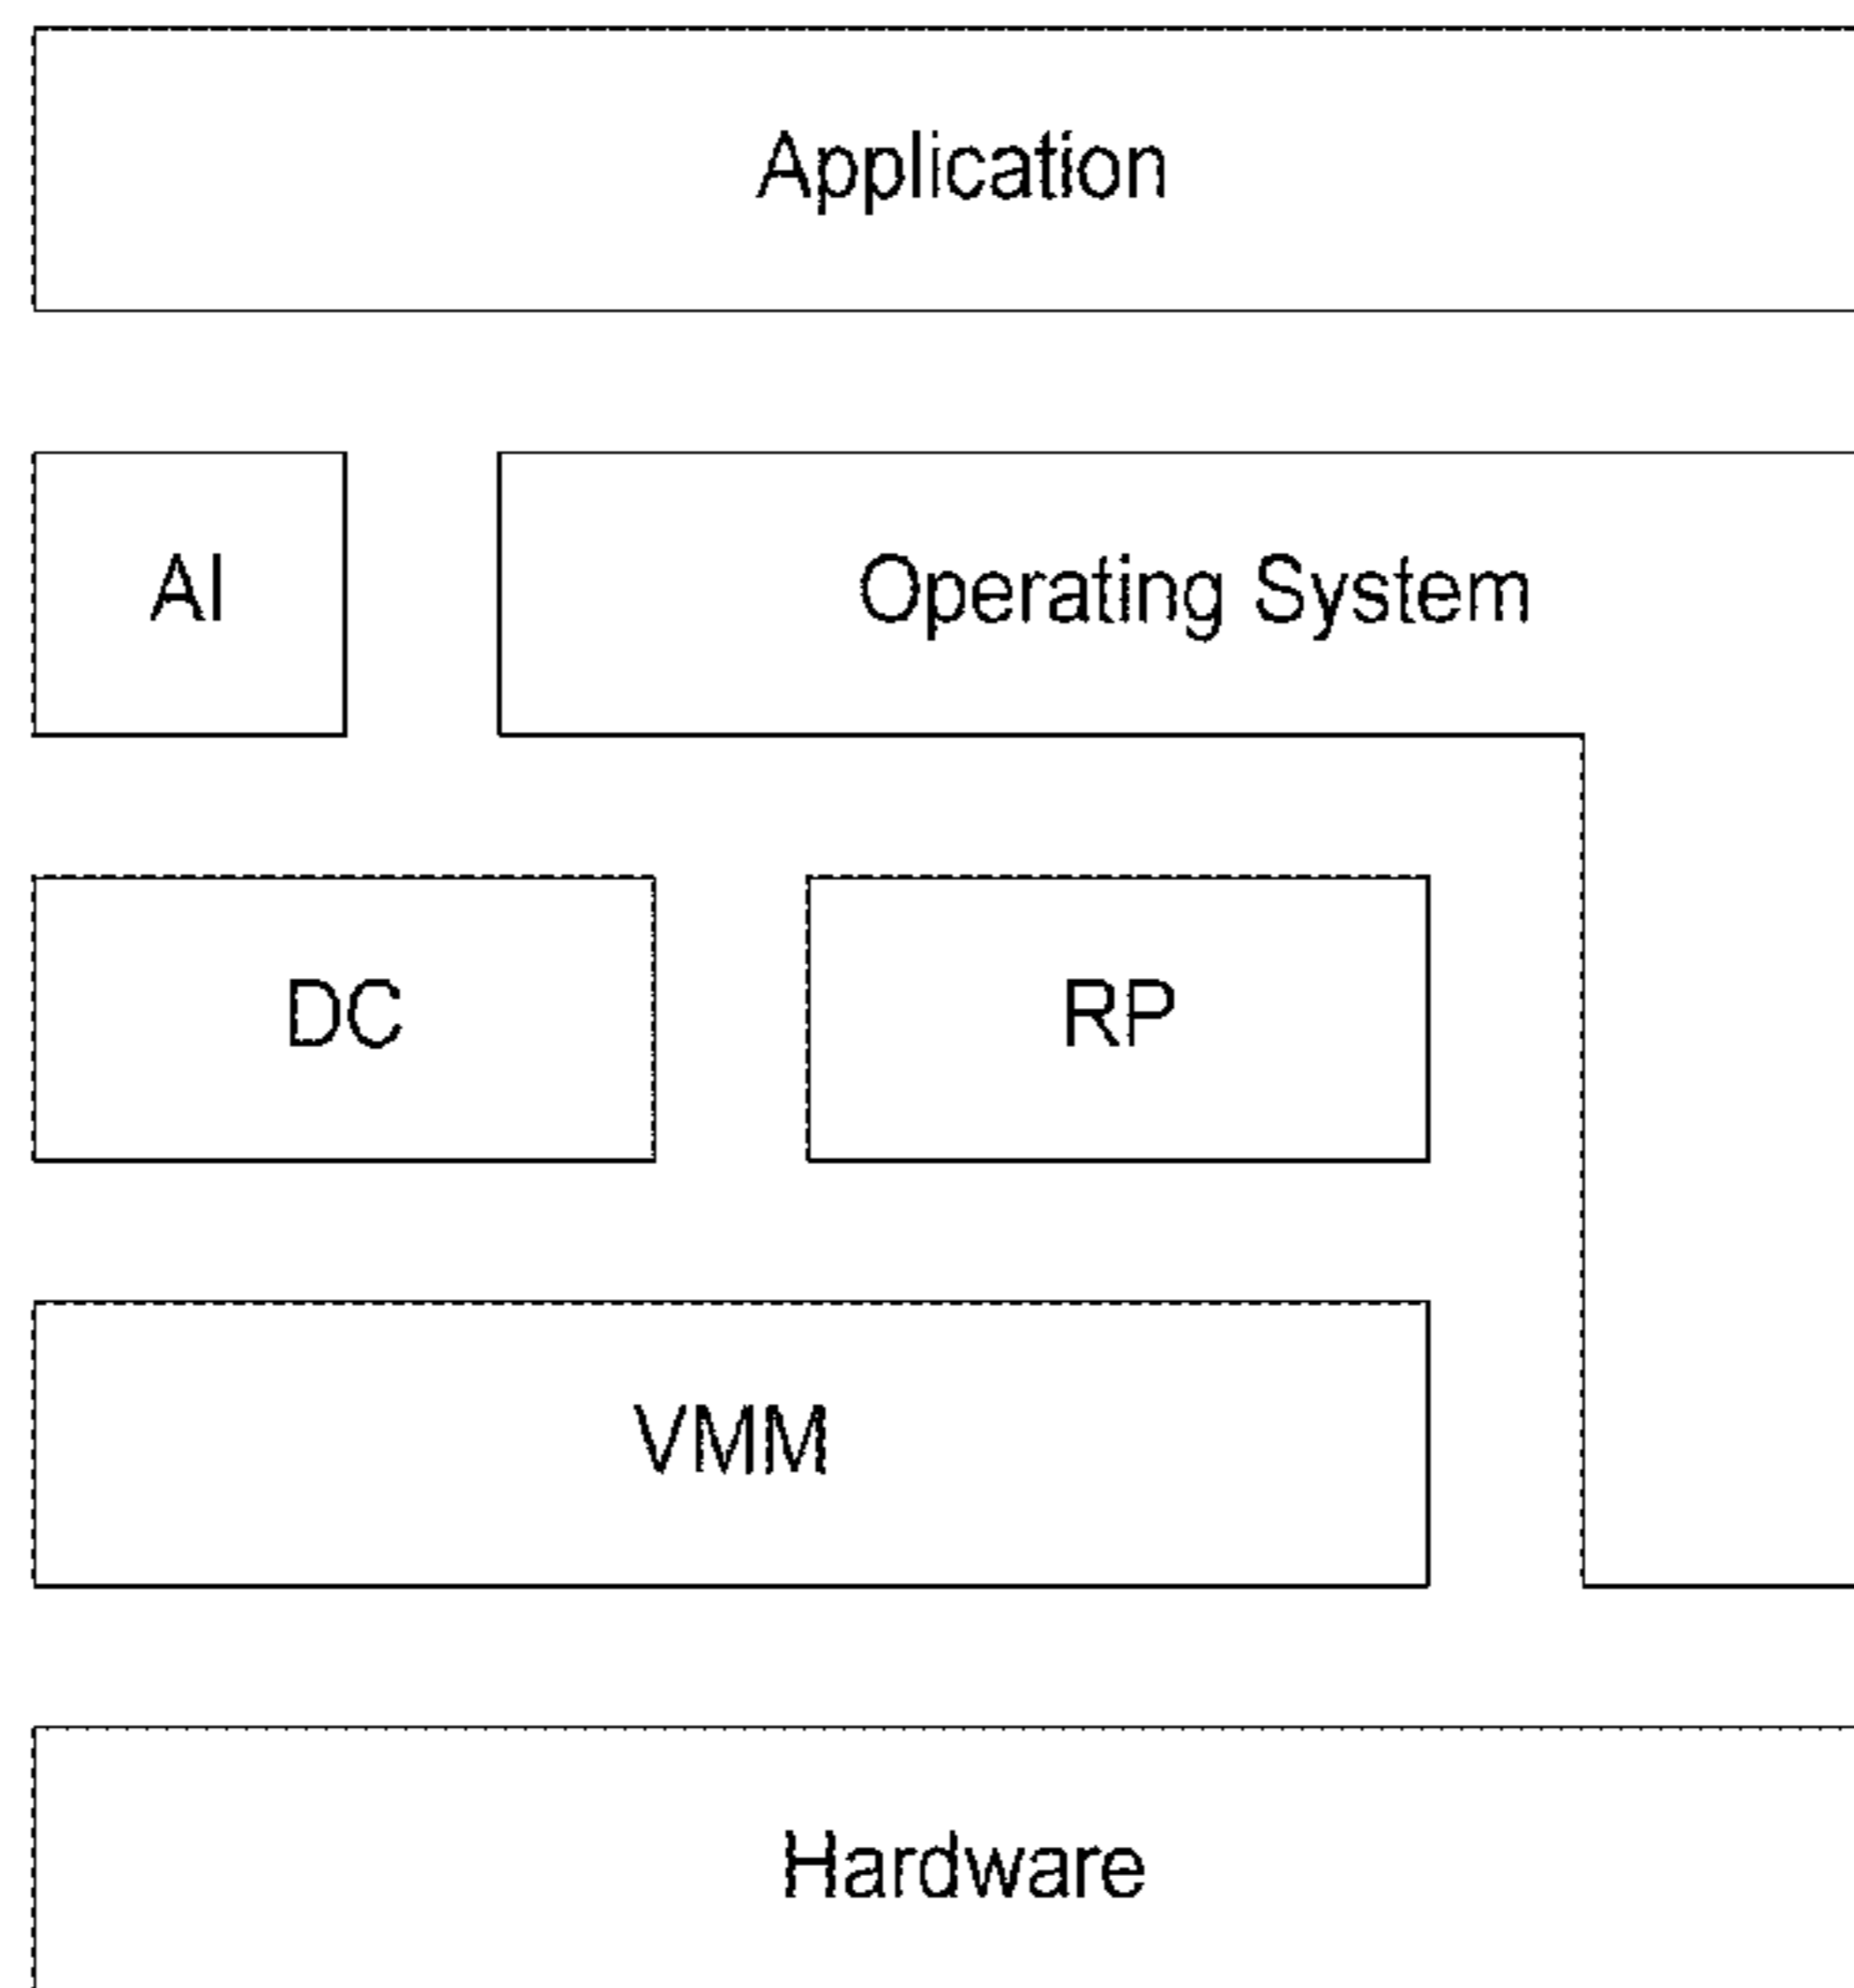 Application
AI
Operating System
DC
RP
VMM
Hardware